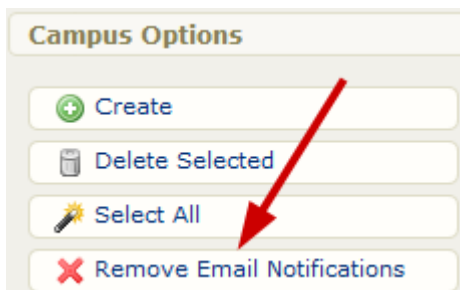 Campus Options
Create
Delete Selected
Select All
Remove Email Notifications